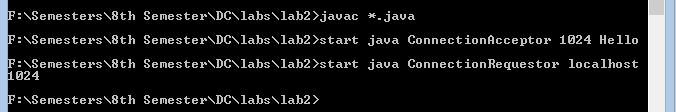 F:\Semesters\8th Semester\DC\labs\lab2>javac *.java
F:\Semesters\8th Semester\DC\labs\lab2>start java ConnectionAcceptor 1024 Hello
F:\Semesters\8th Semester\DC\labs\lab2>start java ConnectionRequestor localhost
1024
F:\Semesters\8th Semester\DC\labs\lab2>